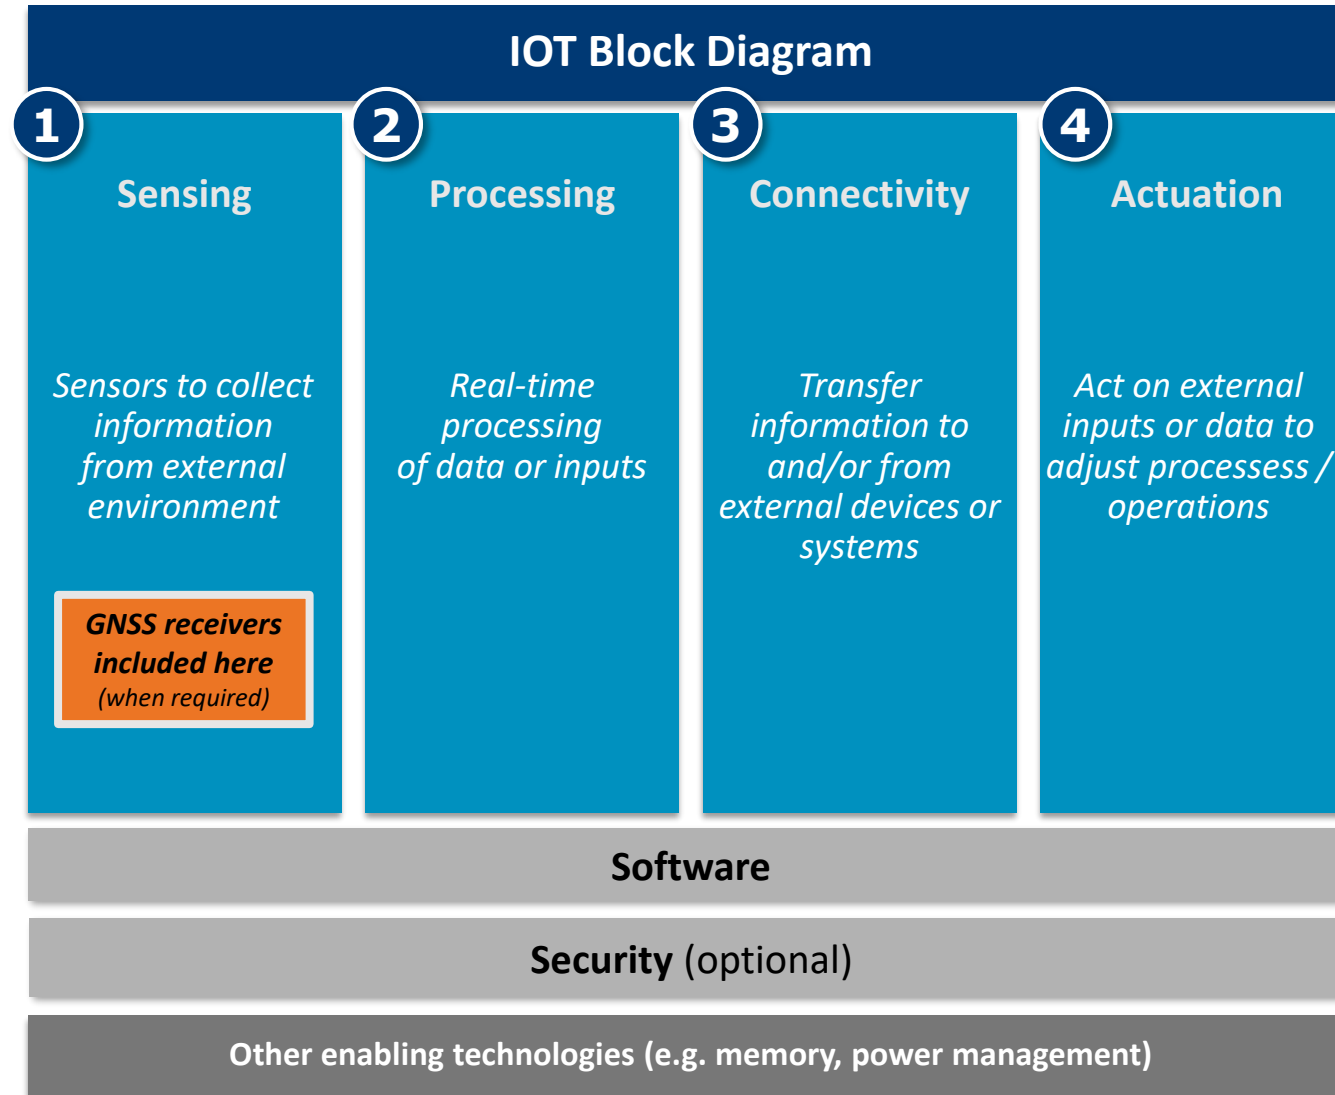 IOT Block Diagram
1
Sensing
Sensors to collect
information
from external
environment
GNSS receivers
included here
(when required)
2
Processing
Real-time
processing
of data or inputs
3
Connectivity
Transfer
information to
and/or from
external devices or
systems
4
Actuation
Act on external
inputs or data to
adjust processess /
operations
Software
Security (optional)
Other enabling technologies (e.g. memory, power management)